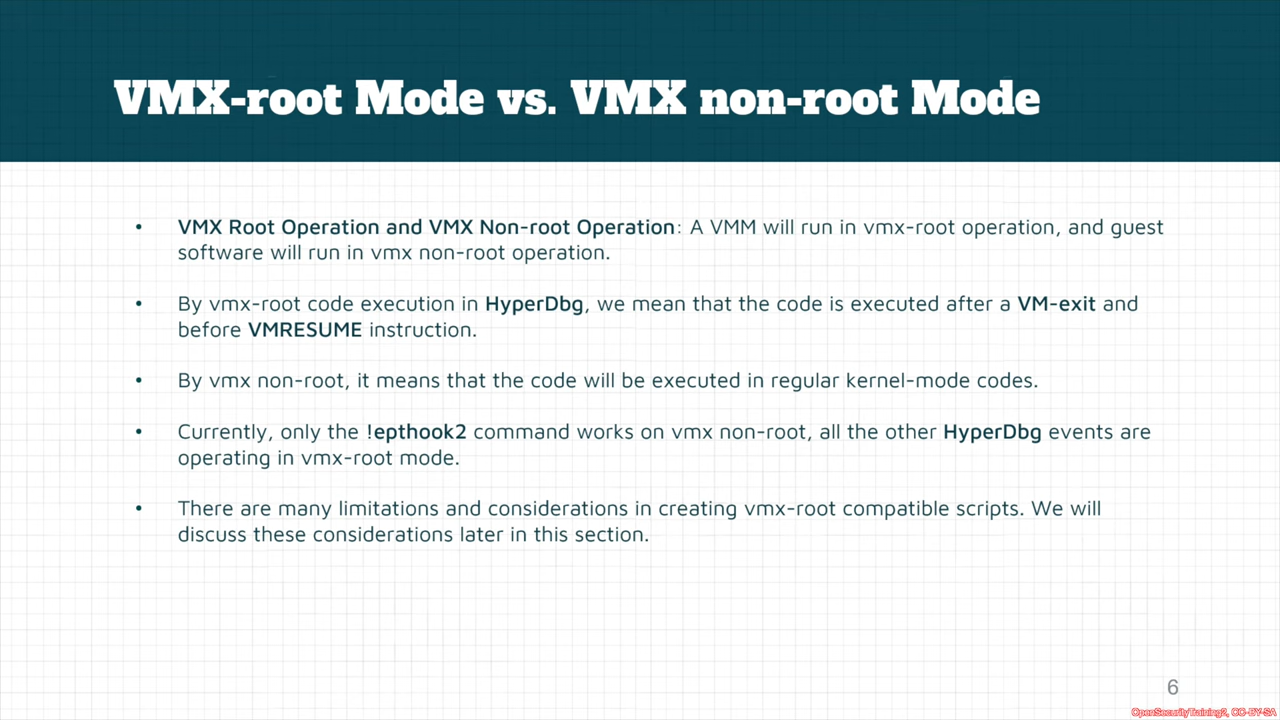 VMX-root Mode vs. VMX non-root Mode
• VMX Root Operation and VMX Non-root Operation: A VMM will run in vmx-root operation, and guest
software will run in vmx non-root operation.
• By vmx-root code execution in HyperDbg, we mean that the code is executed after a VM-exit and
before VMRESUME instruction.
• By vmx non-root, it means that the code will be executed in regular kernel-mode codes.
• Currently, only the !epthook2 command works on vmx non-root, all the other HyperDbg events are
operating in vmx-root mode.
• There are many limitations and considerations in creating vmx-root compatible scripts. We will
discuss these considerations later in this section.
6
OpenSecurityTraining2, CC-BY-SA